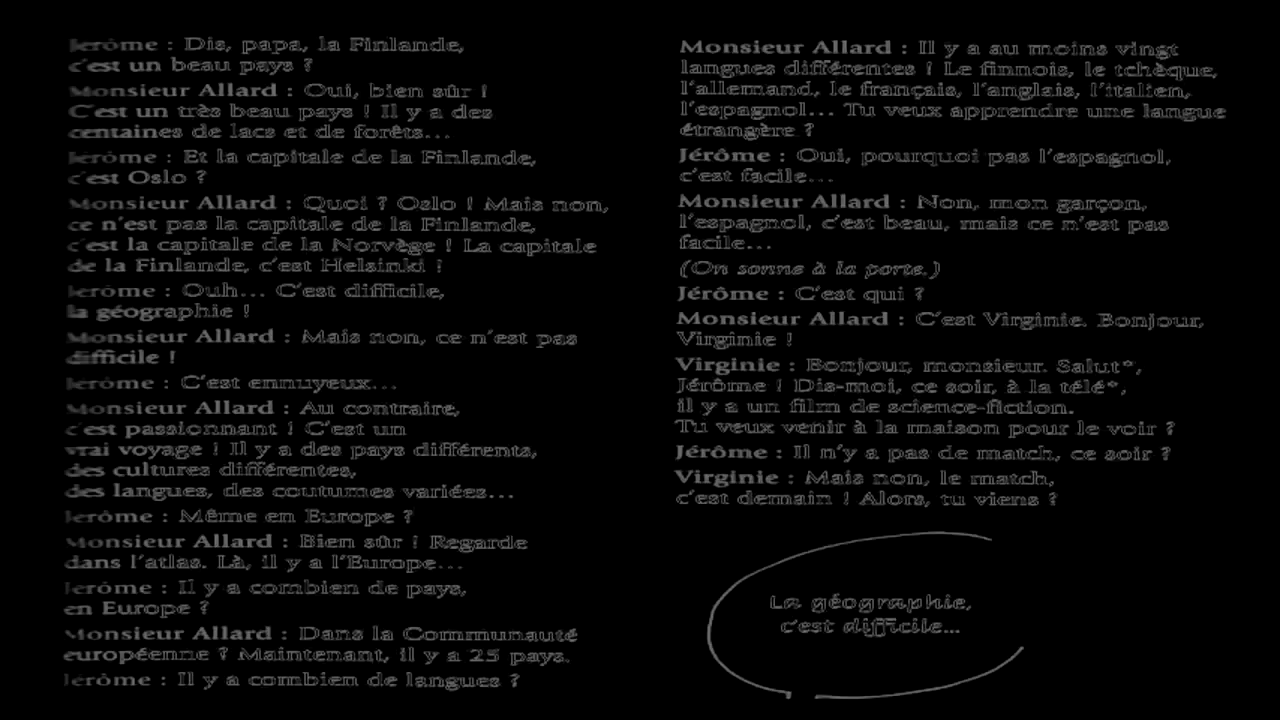 Jérôme : Dis, papa, la Finlande,
c'est un beau pays ?
Monsieur Allard : Oui, bien sûr !
C'est un très beau pays ! Il y a des
centaines de lacs et de forêts...
Jérôme : Et la capitale de la Finlande,
c'est Oslo ?
Monsieur Allard : Quoi ? Oslo ! Mais non,
ce n'est pas la capitale de la Finlande,
c'est la capitale de la Norvège ! La capitale
de la Finlande, c'est Helsinki !
Jérôme : Ouh... C'est difficile,
la géographie !
Monsieur Allard : Mais non, ce n'est pas
difficile !
Jérôme : C'est ennuyeux...
Monsieur Allard : Au contraire,
c'est passionnant ! C'est un
vrai voyage ! Il y a des pays différents,
des cultures différentes,
des langues, des coutumes variées...
Jérôme : Même en Europe ?
Monsieur Allard : Bien sûr ! Regarde
dans l'atlas. Là, il y a l'Europe...
Jérôme : Il y a combien de pays,
en Europe ?
Monsieur Allard : Dans la Communauté
européenne ? Maintenant, il y a 25 pays.
Jérôme : Il y a combien de langues ?
Monsieur Allard : Il y a au moins vingt
langues différentes ! Le finnois, le tchèque,
l'allemand, le français, l'anglais, l'italien,
l'espagnol... Tu veux apprendre une langue
étrangère ?
Jérôme : Oui, pourquoi pas l'espagnol,
c'est facile...
Monsieur Allard : Non, mon garçon,
l'espagnol, c'est beau, mais ce n'est pas
facile...
(On sonne à la porte.)
Jérôme : C'est qui ?
Monsieur Allard : C'est Virginie. Bonjour,
Virginie !
Virginie : Bonjour, monsieur. Salut*,
Jérôme ! Dis-moi, ce soir, à la télé*,
il y a un film de science-fiction.
Tu veux venir à la maison pour le voir ?
Jérôme : Il n'y a pas de match, ce soir ?
Virginie : Mais non, le match,
c'est demain ! Alors, tu viens ?
La géographie,
c'est difficile...